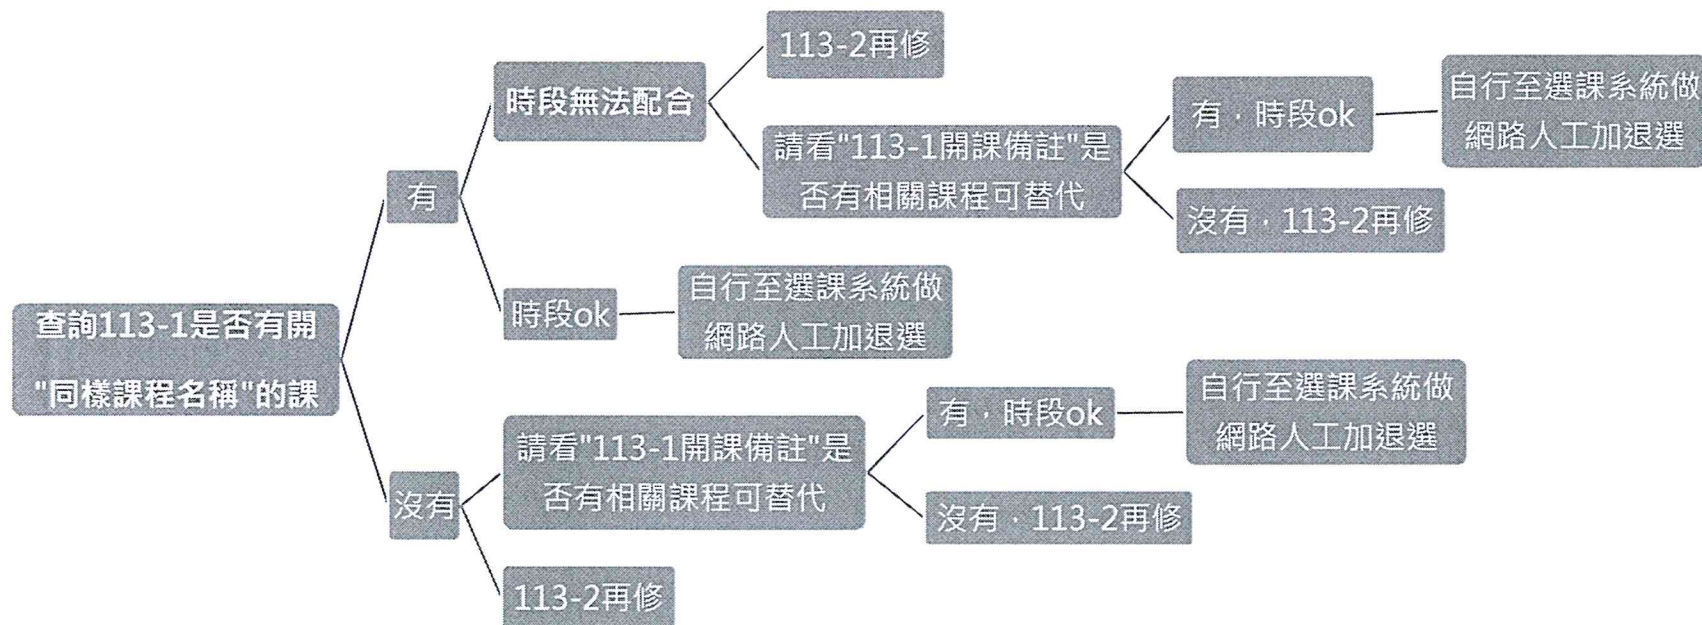 查詢113-1是否有開
"同樣課程名稱"的課
有
時段無法配合
113-2再修
請看"113-1開課備註"是
否有相關課程可替代
有，時段ok
自行至選課系統做
網路人工加退選
沒有，113-2再修
時段ok
自行至選課系統做
網路人工加退選
沒有
請看"113-1開課備註"是
否有相關課程可替代
有，時段ok
自行至選課系統做
網路人工加退選
沒有，113-2再修
113-2再修